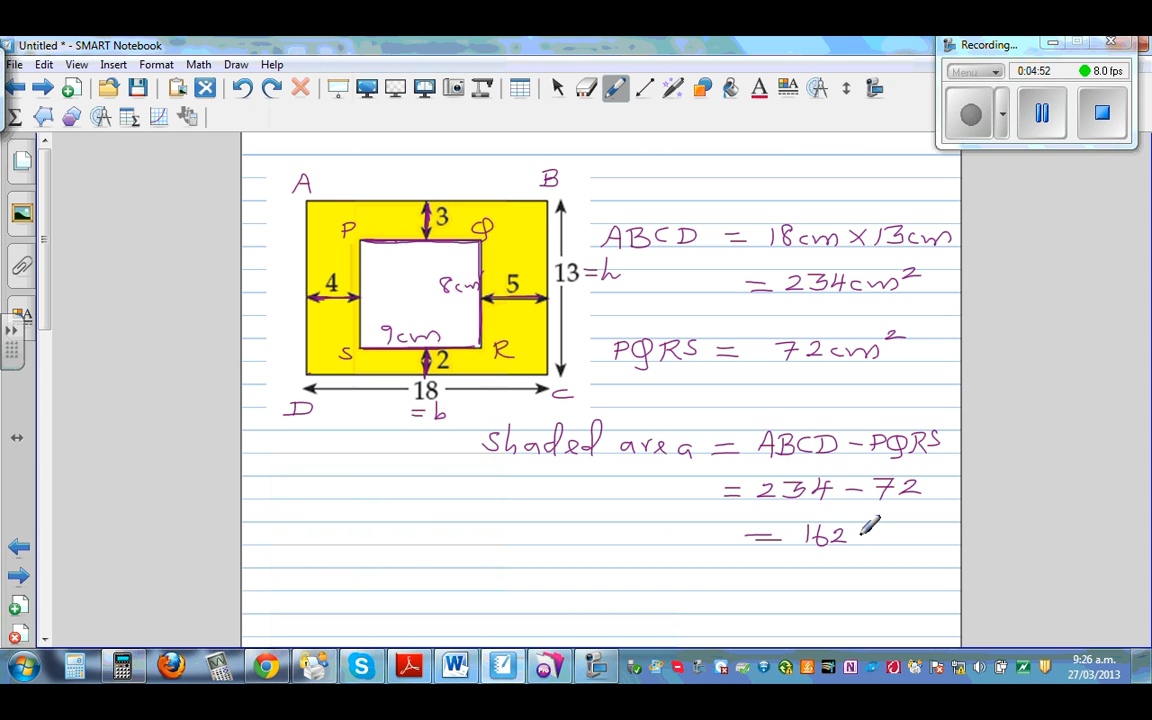 Untitled * - SMART Notebook
File Edit View Insert Format Math Draw Help
Recording...
Menu 0:04:52 8.0 fps
A B
3
P Q
ABCD = 18cm × 13cm
4 8cm 5 13 = h
= 234cm²
9cm
S R
PQRS = 72cm²
2
18
D C
= b
Shaded area = ABCD - PQRS
= 234 - 72
= 162
9:26 a.m.
27/03/2013